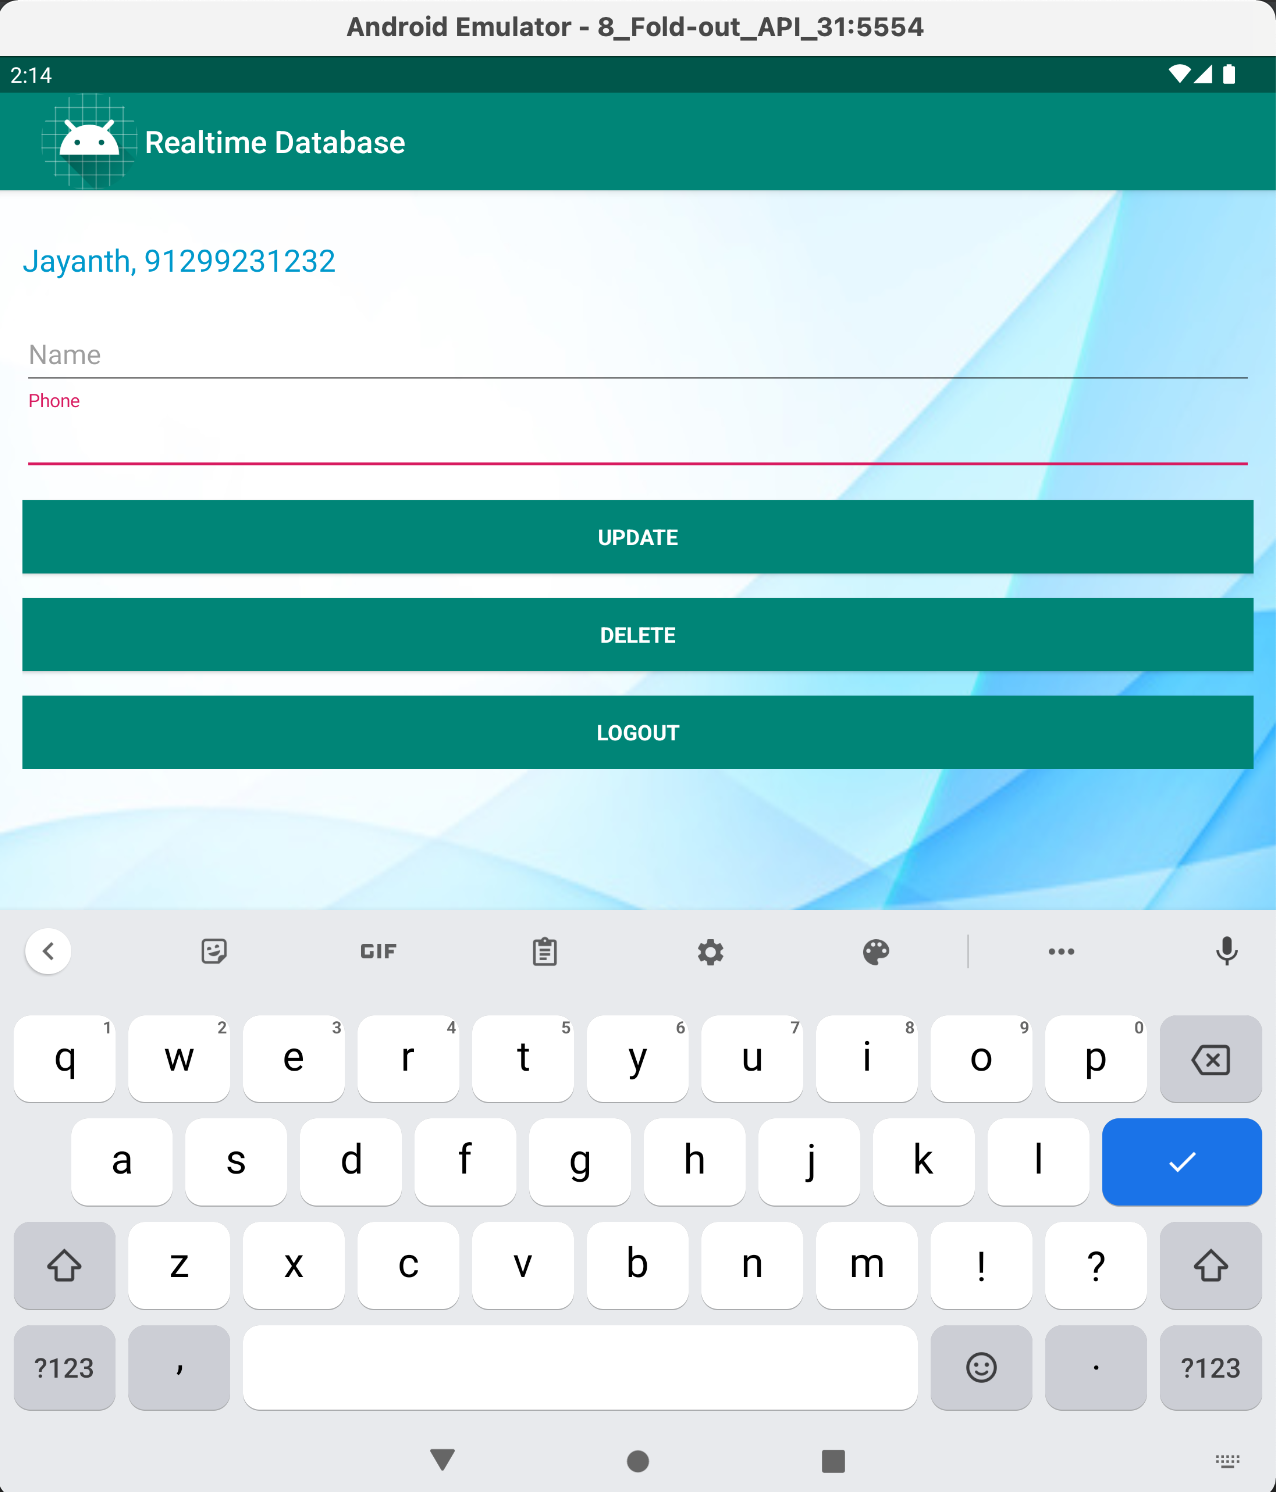 Android Emulator - 8_Fold-out_API_31:5554
2:14
Realtime Database
Jayanth, 91299231232
Name
Phone
UPDATE
DELETE
LOGOUT
GIF
1 2 3 4 5 6 7 8 9 0
q w e r t y u i o p
a s d f g h j k l
z x c v b n m ! ?
?123 , . ?123